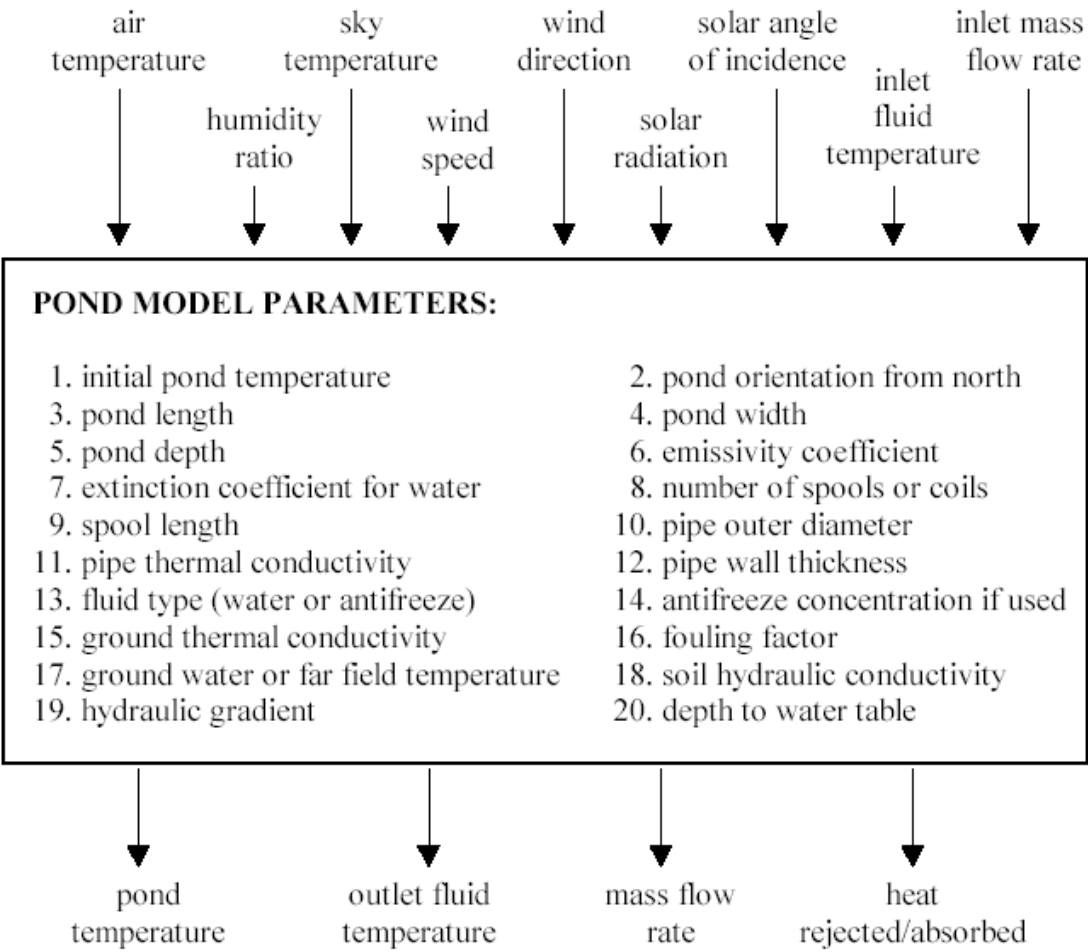 air
temperature
sky
temperature
wind
direction
solar angle
of incidence
inlet mass
flow rate
humidity
ratio
wind
speed
solar
radiation
inlet
fluid
temperature
POND MODEL PARAMETERS:
1. initial pond temperature
2. pond orientation from north
3. pond length
4. pond width
5. pond depth
6. emissivity coefficient
7. extinction coefficient for water
8. number of spools or coils
9. spool length
10. pipe outer diameter
11. pipe thermal conductivity
12. pipe wall thickness
13. fluid type (water or antifreeze)
14. antifreeze concentration if used
15. ground thermal conductivity
16. fouling factor
17. ground water or far field temperature
18. soil hydraulic conductivity
19. hydraulic gradient
20. depth to water table
pond
temperature
outlet fluid
temperature
mass flow
rate
heat
rejected/absorbed